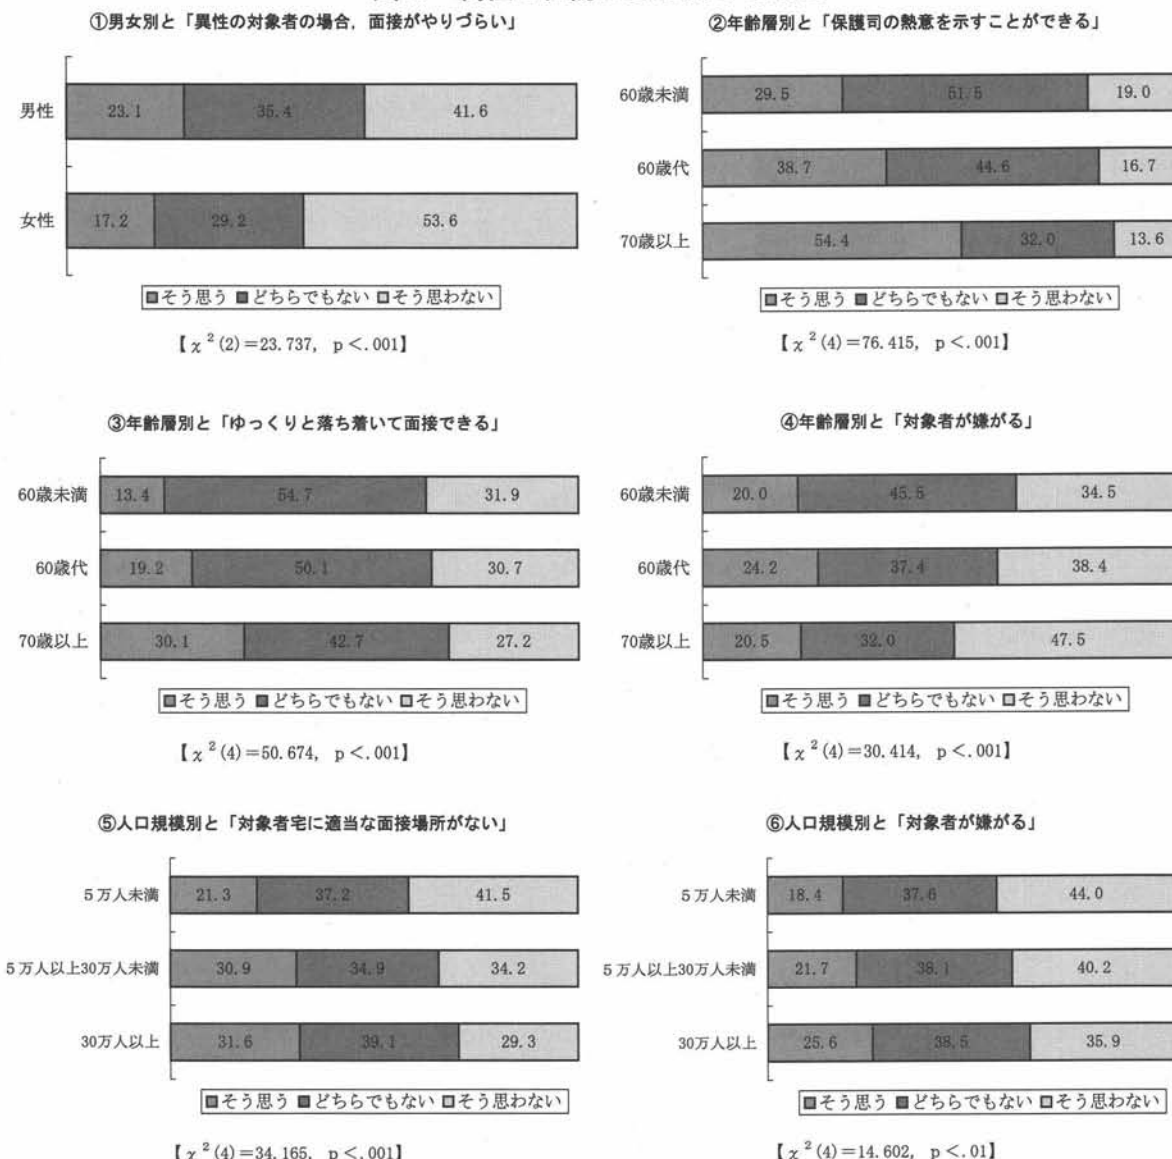 ①男女別と「異性の対象者の場合，面接がやりづらい」
男性 23.1 35.4 41.6
女性 17.2 29.2 53.6
そう思う どちらでもない そう思わない
【χ²(2)＝23.737, p＜.001】
②年齢層別と「保護司の熱意を示すことができる」
60歳未満 29.5 51.5 19.0
60歳代 38.7 44.6 16.7
70歳以上 54.4 32.0 13.6
そう思う どちらでもない そう思わない
【χ²(4)＝76.415, p＜.001】
③年齢層別と「ゆっくりと落ち着いて面接できる」
60歳未満 13.4 54.7 31.9
60歳代 19.2 50.1 30.7
70歳以上 30.1 42.7 27.2
そう思う どちらでもない そう思わない
【χ²(4)＝50.674, p＜.001】
④年齢層別と「対象者が嫌がる」
60歳未満 20.0 45.5 34.5
60歳代 24.2 37.4 38.4
70歳以上 20.5 32.0 47.5
そう思う どちらでもない そう思わない
【χ²(4)＝30.414, p＜.001】
⑤人口規模別と「対象者宅に適当な面接場所がない」
5万人未満 21.3 37.2 41.5
5万人以上30万人未満 30.9 34.9 34.2
30万人以上 31.6 39.1 29.3
そう思う どちらでもない そう思わない
【χ²(4)＝34.165, p＜.001】
⑥人口規模別と「対象者が嫌がる」
5万人未満 18.4 37.6 44.0
5万人以上30万人未満 21.7 38.1 40.2
30万人以上 25.6 38.5 35.9
そう思う どちらでもない そう思わない
【χ²(4)＝14.602, p＜.01】